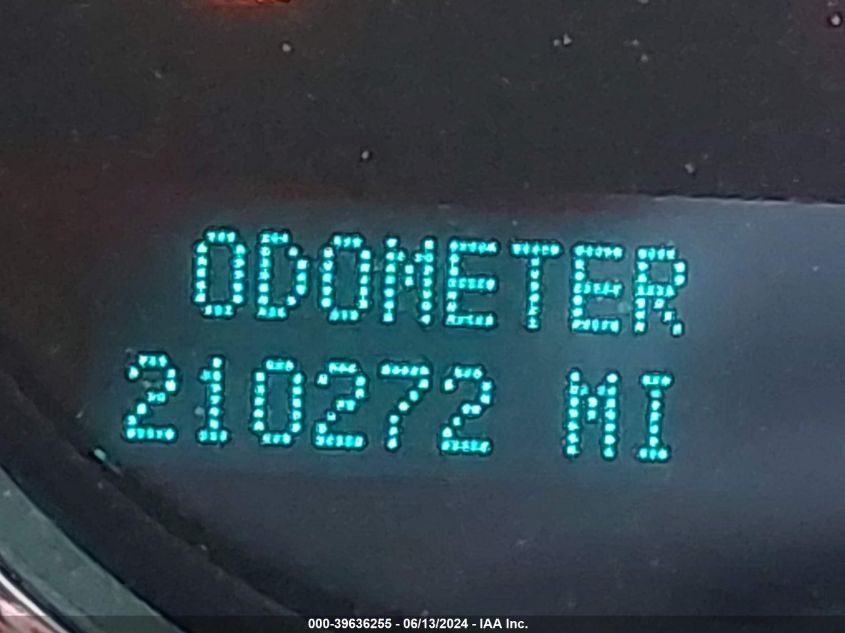 ODOMETER
210272 MI
000-39636255 - 06/13/2024 - IAA Inc.